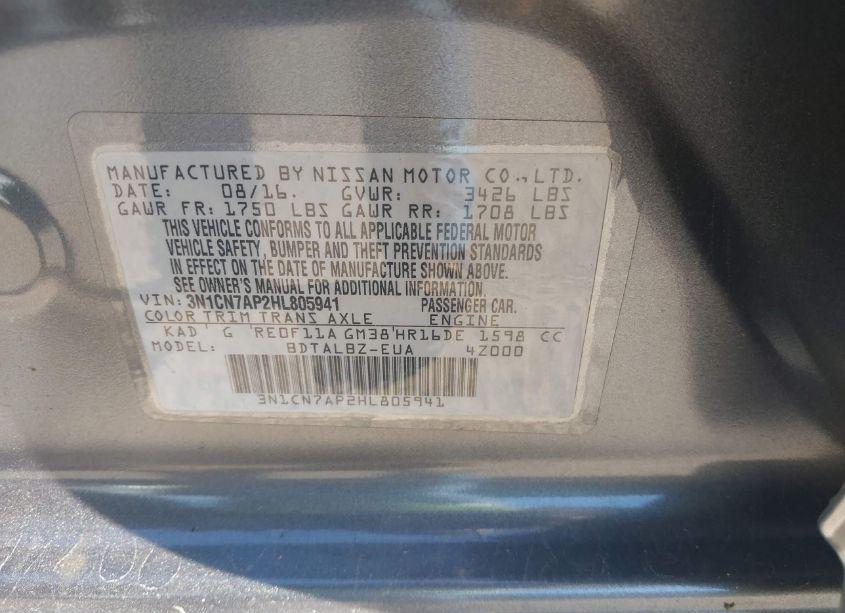 MANUFACTURED BY NISSAN MOTOR CO., LTD.
DATE: 08/16. GVWR: 3426 LBS
GAWR FR: 1750 LBS GAWR RR: 1708 LBS
THIS VEHICLE CONFORMS TO ALL APPLICABLE FEDERAL MOTOR
VEHICLE SAFETY, BUMPER AND THEFT PREVENTION STANDARDS
IN EFFECT ON THE DATE OF MANUFACTURE SHOWN ABOVE.
SEE OWNER'S MANUAL FOR ADDITIONAL INFORMATION.
VIN: 3N1CN7AP2HL805941 PASSENGER CAR.
COLOR TRIM TRANS AXLE ENGINE
KAD ' G 'RE0F11A GM38'HR16DE 1598 CC
MODEL: BDTALBZ-EUA 4Z000
3N1CN7AP2HL805941